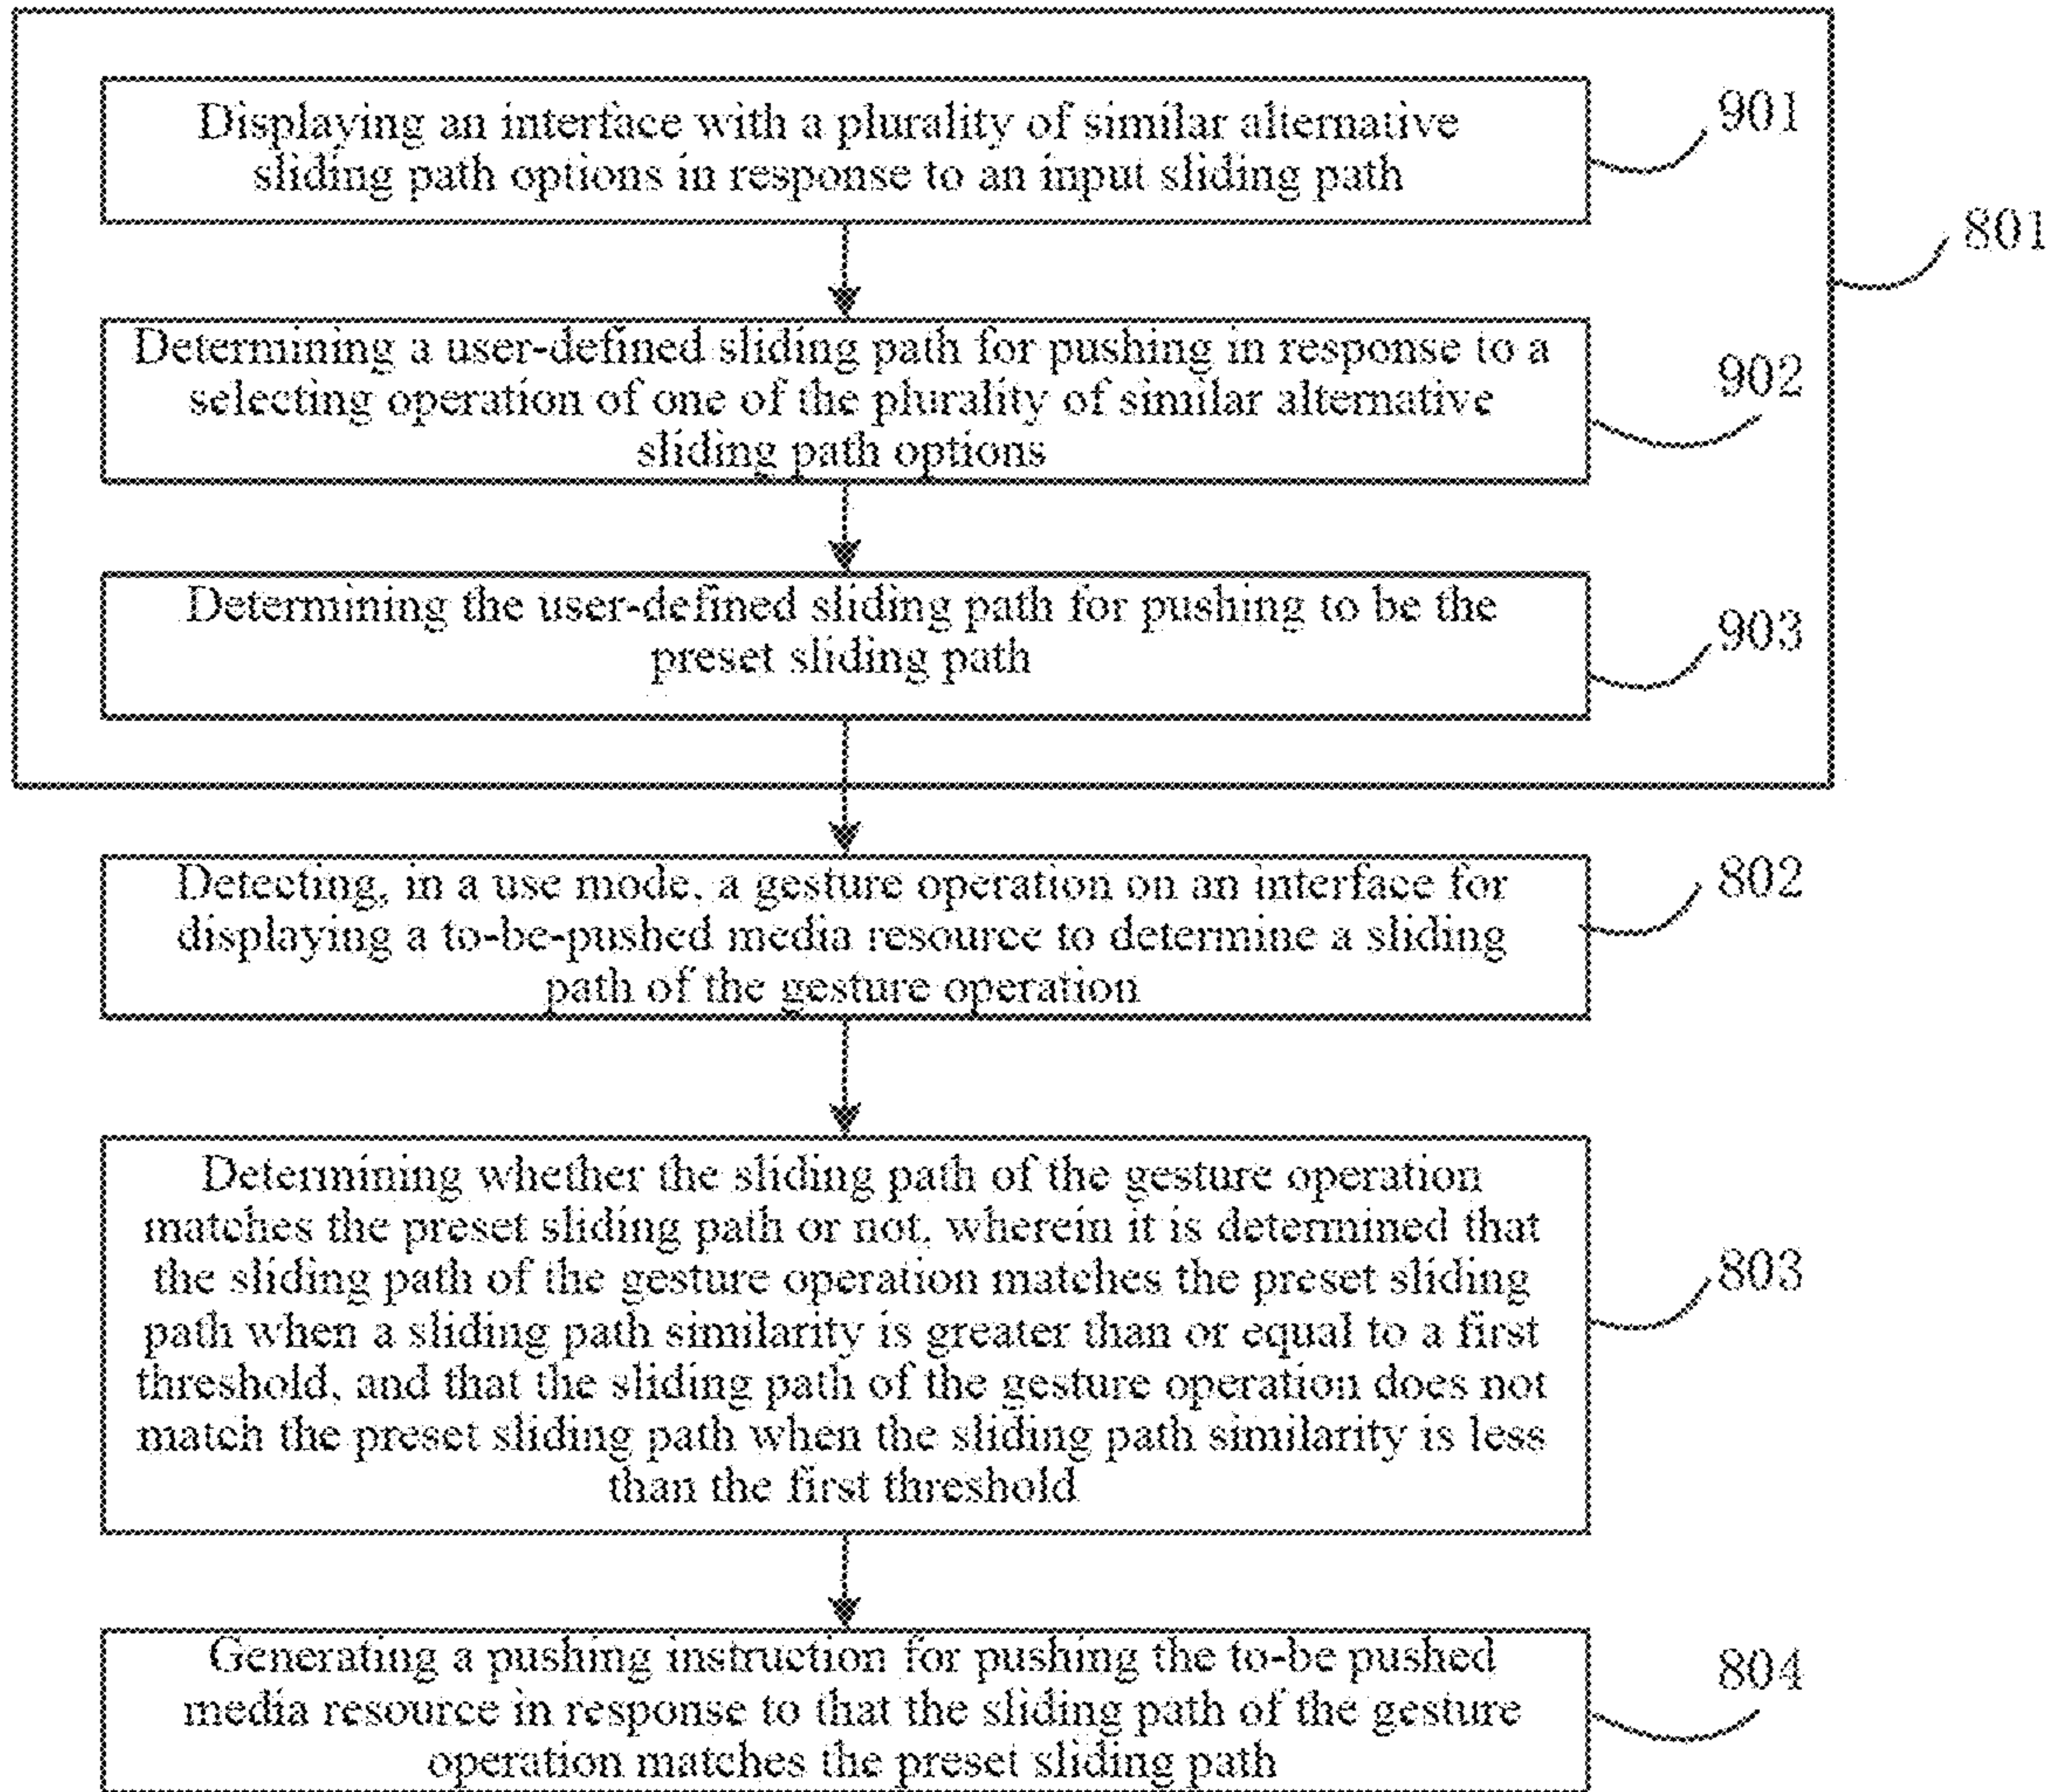 Displaying an interface with a plurality of similar alternative
sliding path options in response to an input sliding path
901
801
Determining a user-defined sliding path for pushing in response to a
selecting operation of one of the plurality of similar alternative
sliding path options
902
Determining the user-defined sliding path for pushing to be the
preset sliding path
903
Detecting, in a use mode, a gesture operation on an interface for
displaying a to-be-pushed media resource to determine a sliding
path of the gesture operation
802
Determining whether the sliding path of the gesture operation
matches the preset sliding path or not, wherein it is determined that
the sliding path of the gesture operation matches the preset sliding
path when a sliding path similarity is greater than or equal to a first
threshold, and that the sliding path of the gesture operation does not
match the preset sliding path when the sliding path similarity is less
than the first threshold
803
Generating a pushing instruction for pushing the to-be pushed
media resource in response to that the sliding path of the gesture
operation matches the preset sliding path
804